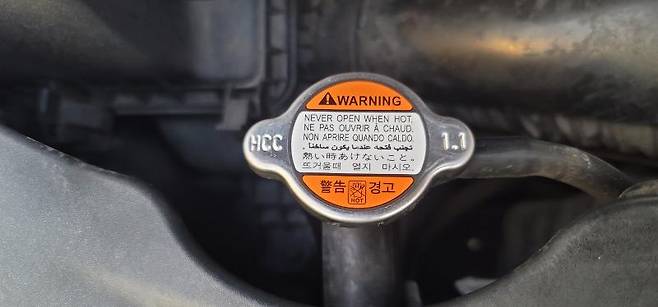 ⚠WARNING
NEVER OPEN WHEN HOT.
NE PAS OUVRIR À CHAUD.
NON APRIRE QUANDO CALDO.
HCC
1.1
تجنب فتحه عندما يكون ساخناً.
熱い時あけないこと。
뜨거울때 열지 마시오.
警告 경고
HOT